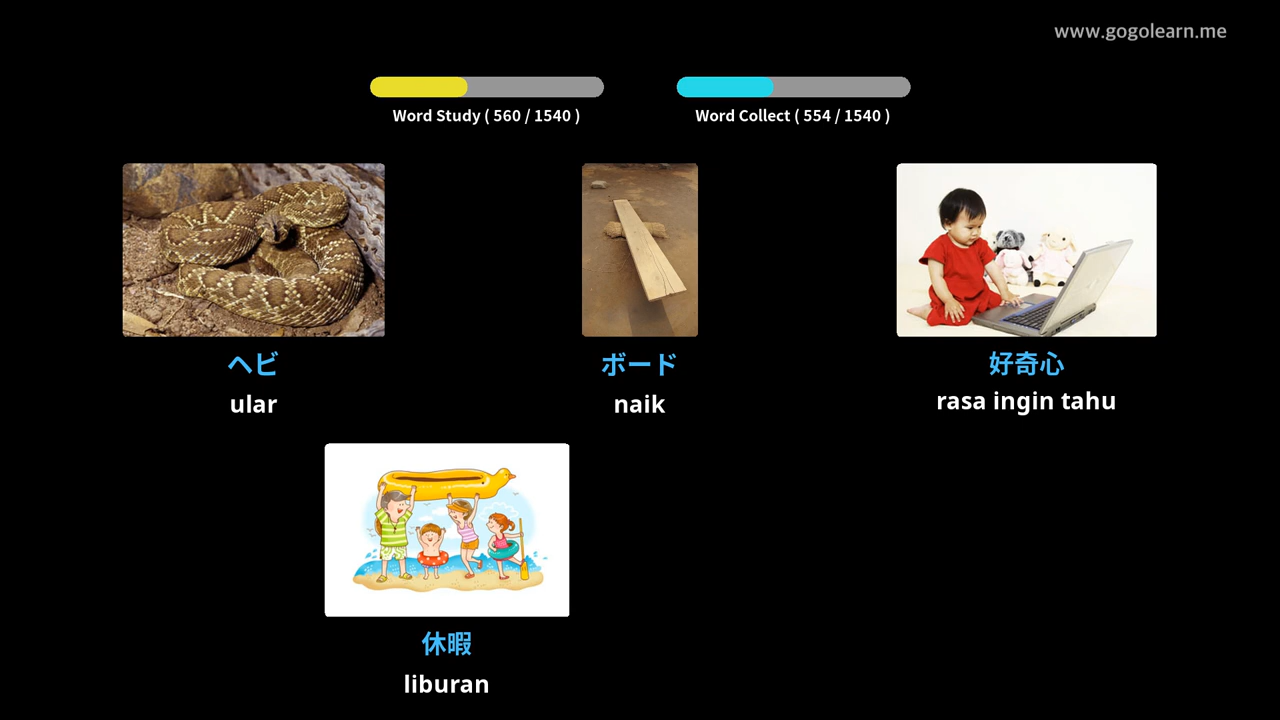 www.gogolearn.me
Word Study ( 560 / 1540 )
Word Collect ( 554 / 1540 )
ヘビ
ular
ボード
naik
好奇心
rasa ingin tahu
休暇
liburan